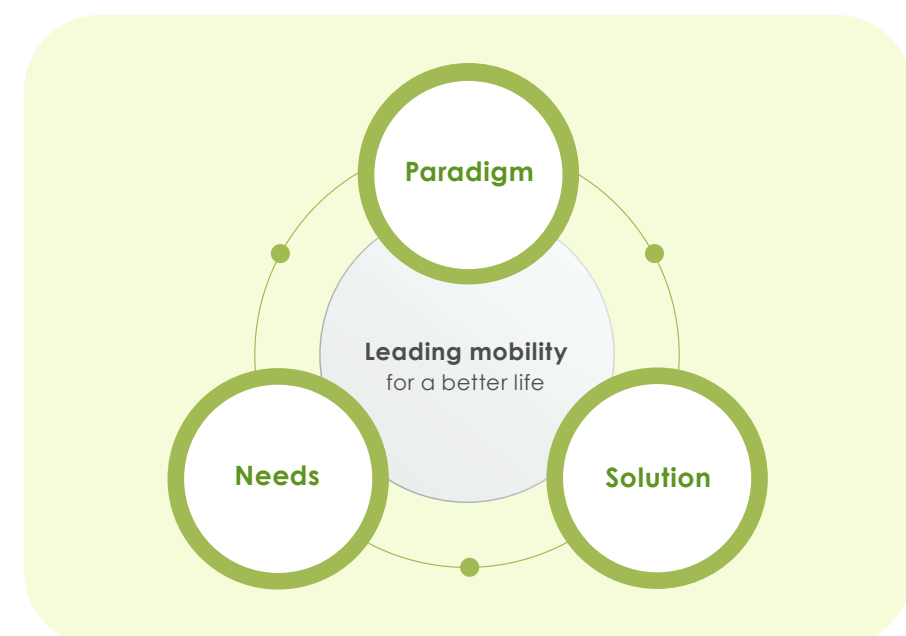 Paradigm
Leading mobility
for a better life
Needs
Solution